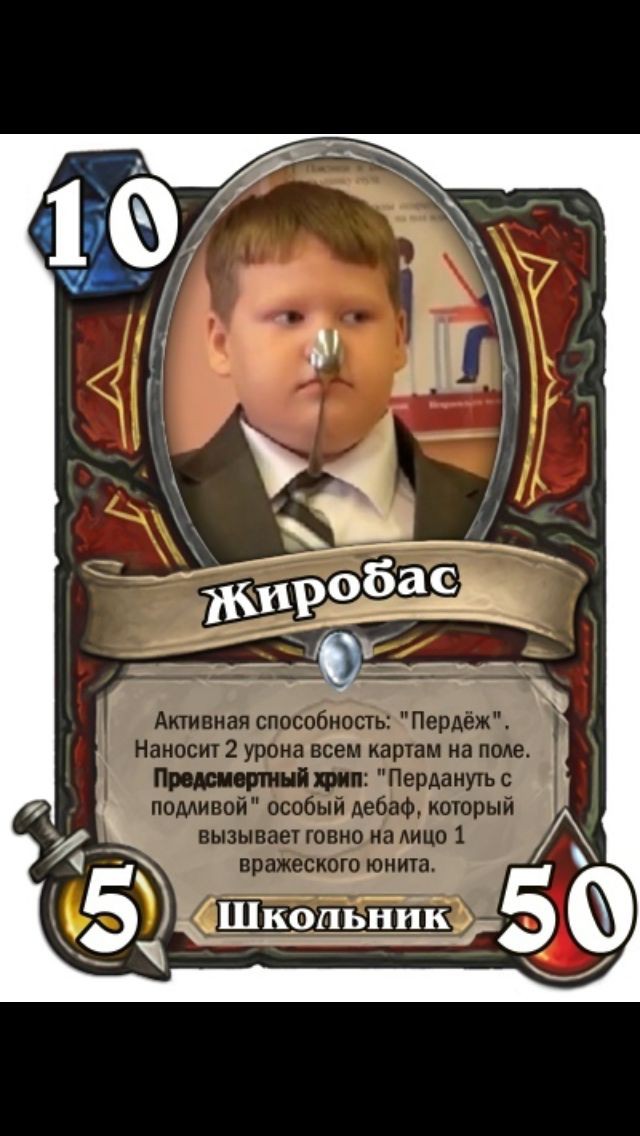 10
Жиробас
Активная способность: "Пердёж".
Наносит 2 урона всем картам на поле.
Предсмертный хрип: "Пердануть с
подливой" особый дебаф, который
вызывает говно на лицо 1
вражеского юнита.
5
Школьник
50